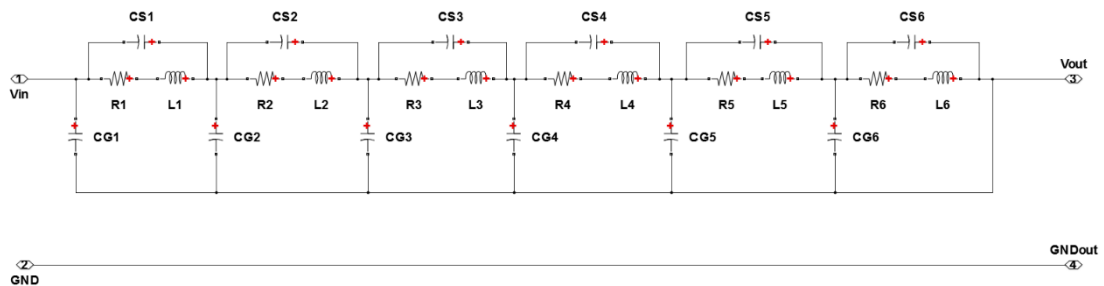 CS1 CS2 CS3 CS4 CS5 CS6
1 Vout
Vin 3
R1 L1 R2 L2 R3 L3 R4 L4 R5 L5 R6 L6
CG1 CG2 CG3 CG4 CG5 CG6
GNDout
2 4
GND